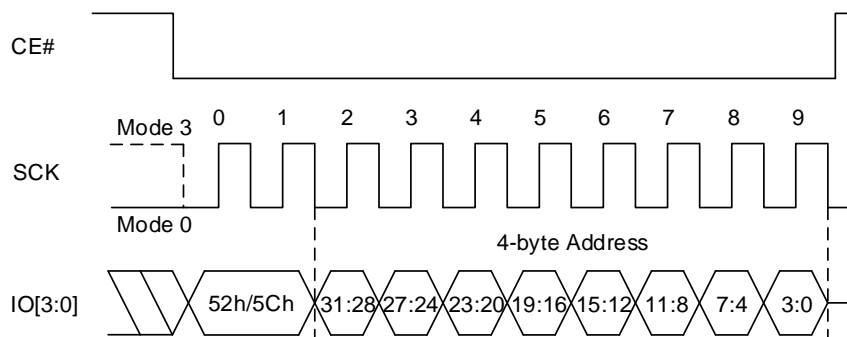 CE#
0 1 2 3 4 5 6 7 8 9
Mode 3
SCK
Mode 0
4-byte Address
IO[3:0] 52h/5Ch 31:28 27:24 23:20 19:16 15:12 11:8 7:4 3:0